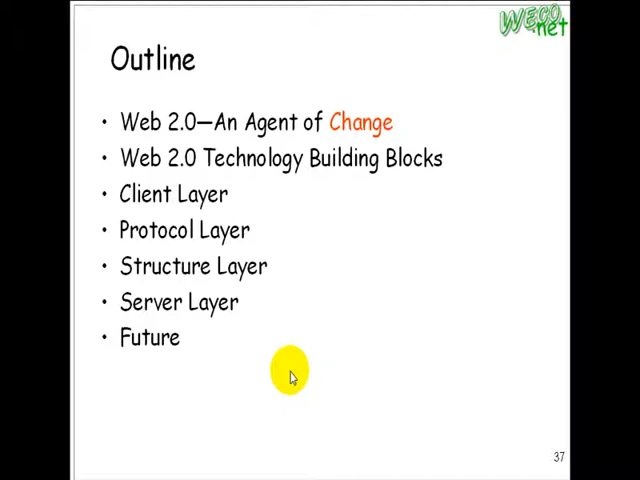 WECO
.net
Outline
• Web 2.0—An Agent of Change
• Web 2.0 Technology Building Blocks
• Client Layer
• Protocol Layer
• Structure Layer
• Server Layer
• Future
37